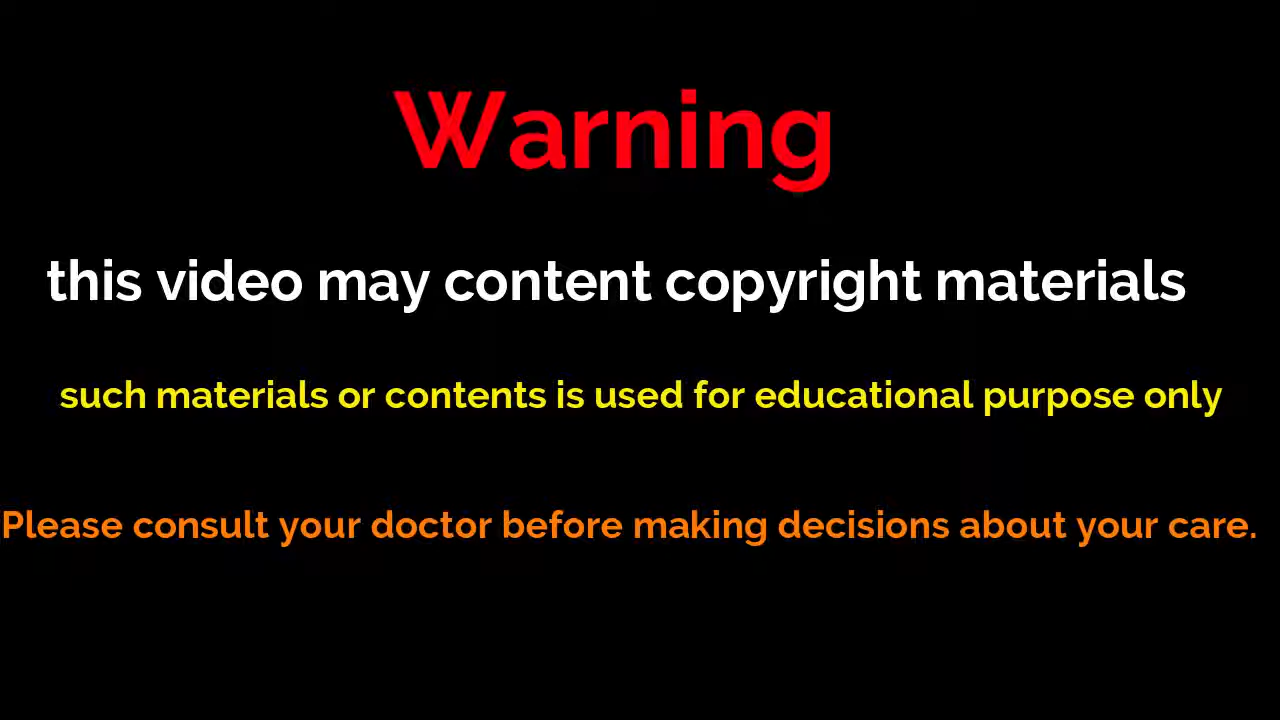 Warning
this video may content copyright materials
such materials or contents is used for educational purpose only
Please consult your doctor before making decisions about your care.